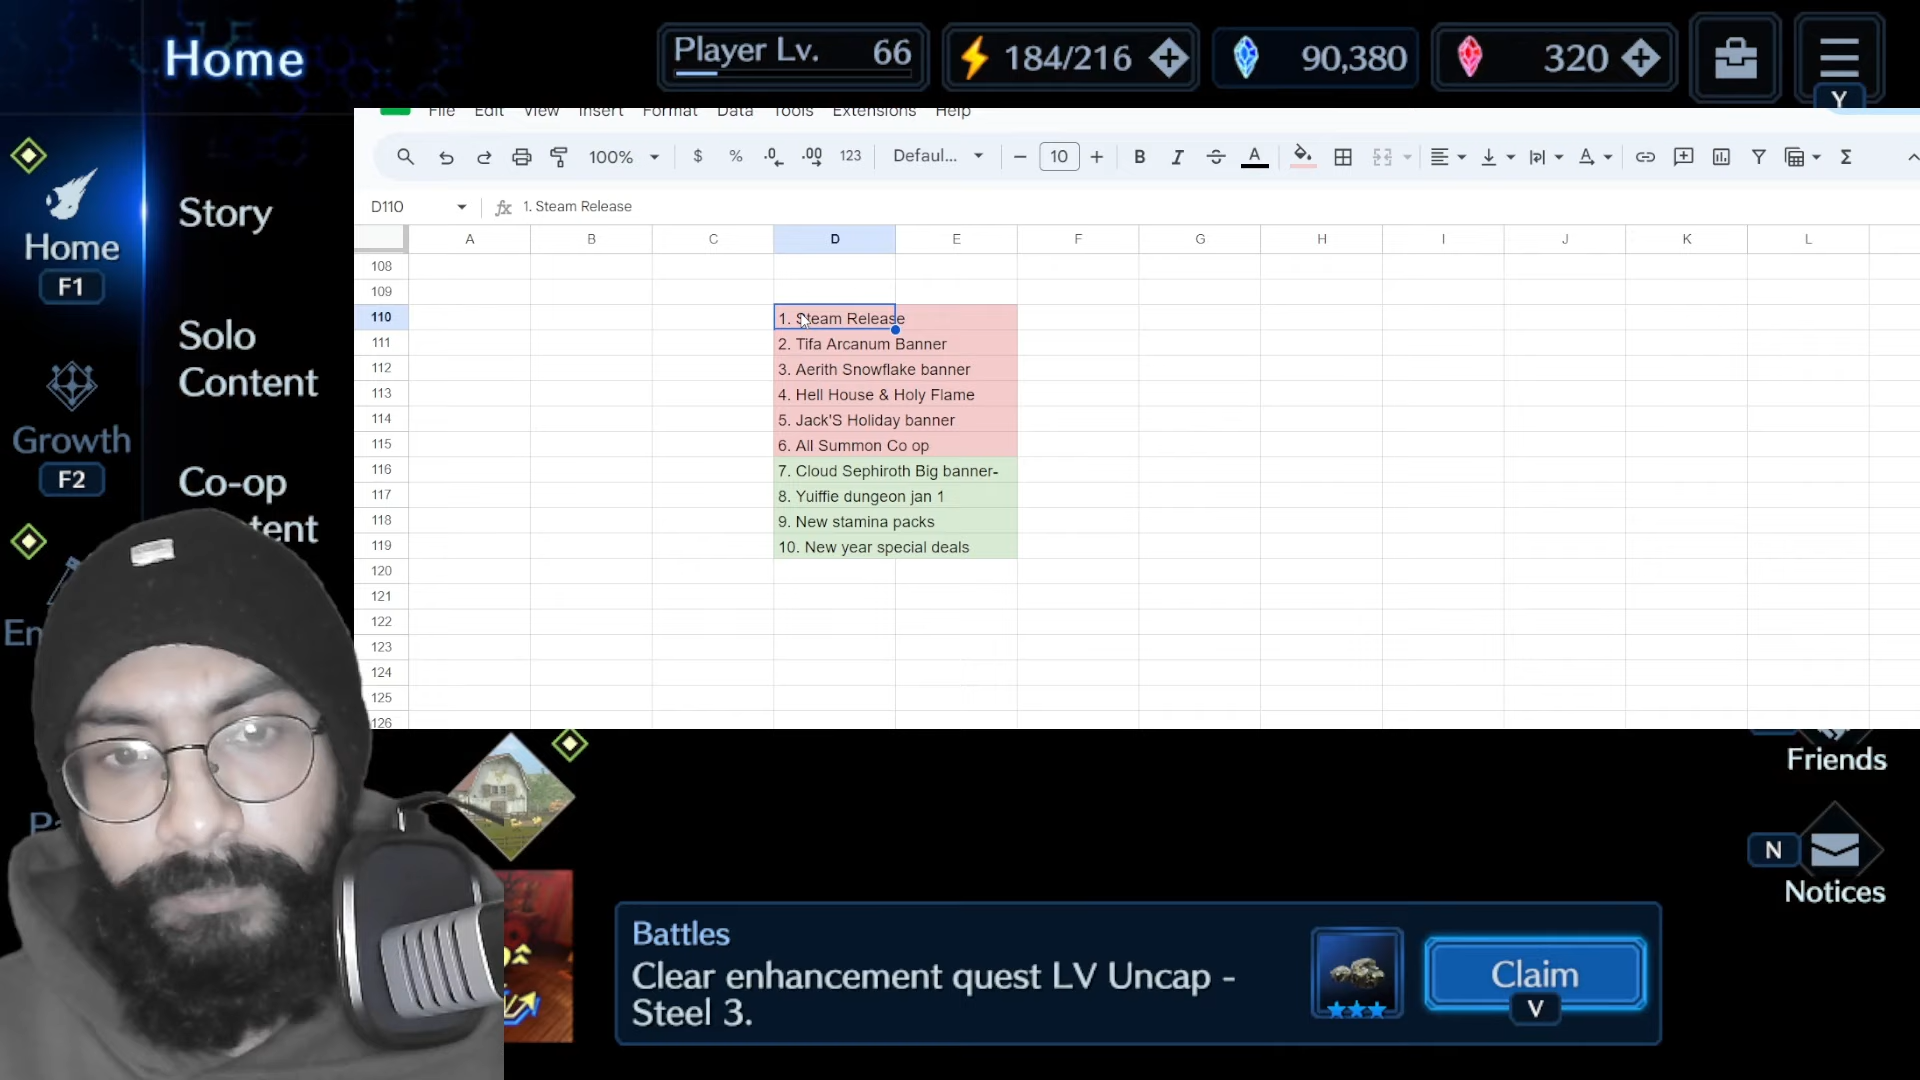 Home
Player Lv. 66
184/216
90,380
320
Y
File Edit View Insert Format Data Tools Extensions Help
100%
$ % .0 .00 123
Defaul...
10
B I A
D110
fx 1. Steam Release
A B C D E F G H I J K L
108
109
110 1. Steam Release
111 2. Tifa Arcanum Banner
112 3. Aerith Snowflake banner
113 4. Hell House & Holy Flame
114 5. Jack'S Holiday banner
115 6. All Summon Co op
116 7. Cloud Sephiroth Big banner-
117 8. Yuiffie dungeon jan 1
118 9. New stamina packs
119 10. New year special deals
120
121
122
123
124
125
126
Home
F1
Growth
F2
En
Pa
Story
Solo
Content
Co-op
tent
Friends
N
Notices
Battles
Clear enhancement quest LV Uncap -
Steel 3.
Claim
V